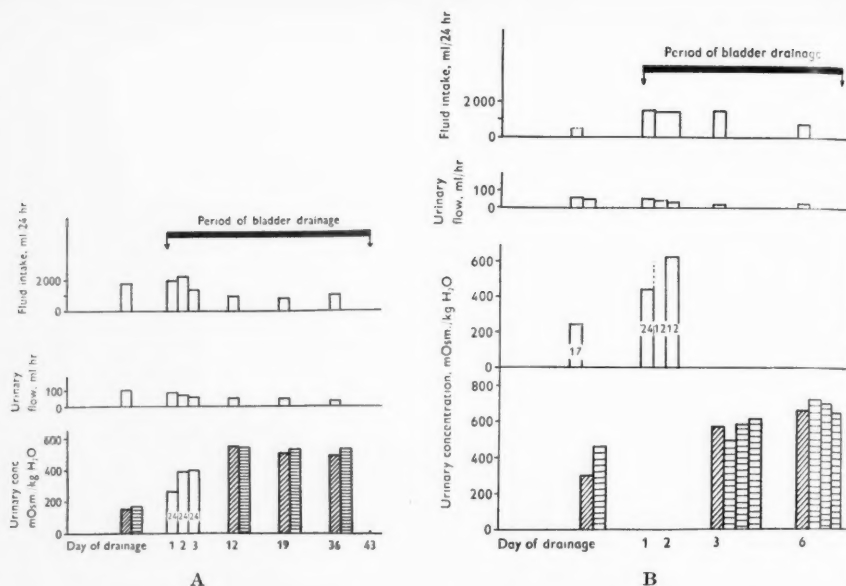 Fluid intake, ml 24 hr
2 000
0
Period of bladder drainage
Urinary
flow, ml hr
100
0
Urinary conc
mOsm./kg H₂O
600
400
200
0
24 24 24
Day of drainage 1 2 3 12 19 36 43
A
Fluid intake, ml/24 hr
2 000
0
Period of bladder drainage
Urinary
flow, ml/hr
100
0
Urinary concentration, mOsm./kg H₂O
600
400
200
0
17
24 12 12
800
600
400
200
0
Day of drainage 1 2 3 6
B